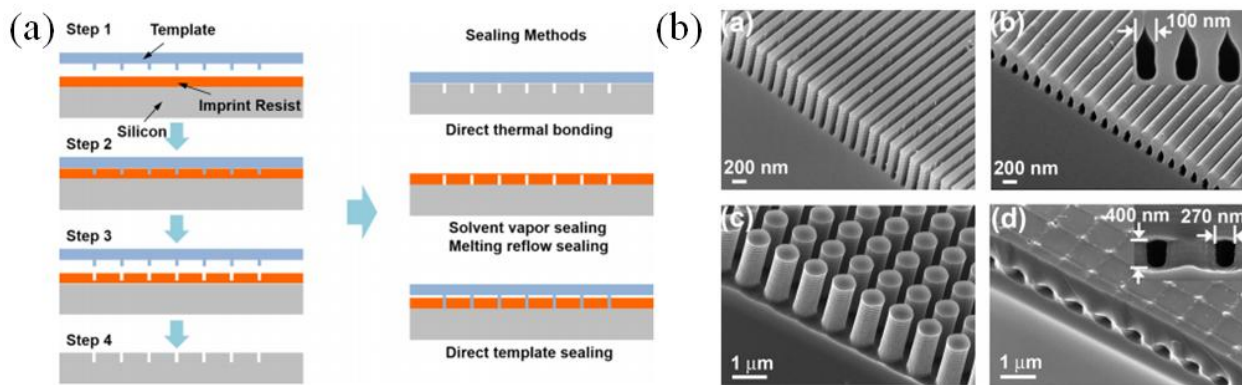 (a)
Step 1
Template
Imprint Resist
Silicon
Step 2
Step 3
Step 4
Sealing Methods
Direct thermal bonding
Solvent vapor sealing
Melting reflow sealing
Direct template sealing
(b)
(a)
200 nm
(b)
100 nm
200 nm
(c)
1 μm
(d)
400 nm
270 nm
1 μm